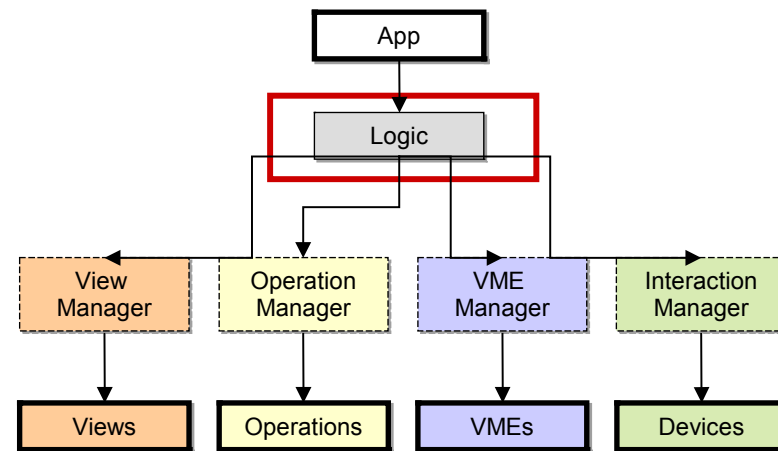 App
Logic
View
Manager
Operation
Manager
VME
Manager
Interaction
Manager
Views
Operations
VMEs
Devices